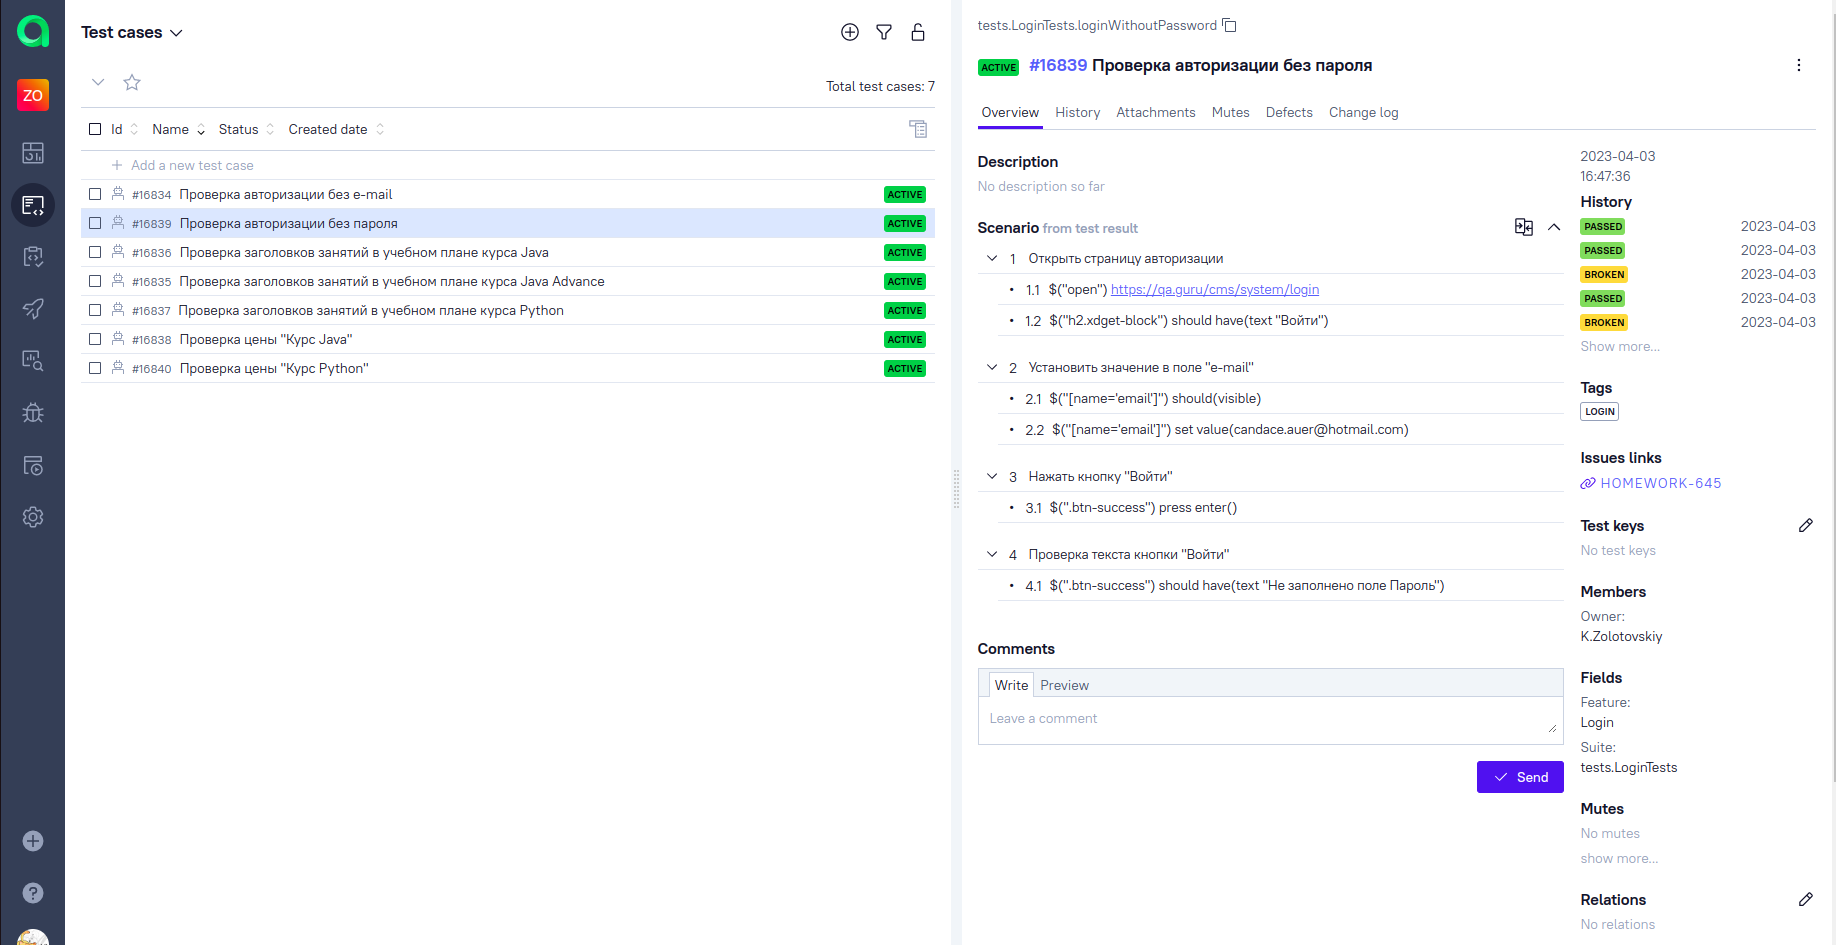 ZO
Test cases
Total test cases: 7
Id Name Status Created date
Add a new test case
#16834 Проверка авторизации без e-mail ACTIVE
#16839 Проверка авторизации без пароля ACTIVE
#16836 Проверка заголовков занятий в учебном плане курса Java ACTIVE
#16835 Проверка заголовков занятий в учебном плане курса Java Advance ACTIVE
#16837 Проверка заголовков занятий в учебном плане курса Python ACTIVE
#16838 Проверка цены "Курс Java" ACTIVE
#16840 Проверка цены "Курс Python" ACTIVE
tests.LoginTests.loginWithoutPassword
ACTIVE #16839 Проверка авторизации без пароля
Overview History Attachments Mutes Defects Change log
Description
No description so far
Scenario from test result
1 Открыть страницу авторизации
• 1.1 $("open") https://qa.guru/cms/system/login
• 1.2 $("h2.xdget-block") should have(text "Войти")
2 Установить значение в поле "e-mail"
• 2.1 $("[name='email']") should(visible)
• 2.2 $("[name='email']") set value(candace.auer@hotmail.com)
3 Нажать кнопку "Войти"
• 3.1 $(".btn-success") press enter()
4 Проверка текста кнопки "Войти"
• 4.1 $(".btn-success") should have(text "Не заполнено поле Пароль")
Comments
Write Preview
Leave a comment
Send
2023-04-03
16:47:36
History
PASSED 2023-04-03
PASSED 2023-04-03
BROKEN 2023-04-03
PASSED 2023-04-03
BROKEN 2023-04-03
Show more...
Tags
LOGIN
Issues links
HOMEWORK-645
Test keys
No test keys
Members
Owner:
K.Zolotovskiy
Fields
Feature:
Login
Suite:
tests.LoginTests
Mutes
No mutes
show more...
Relations
No relations